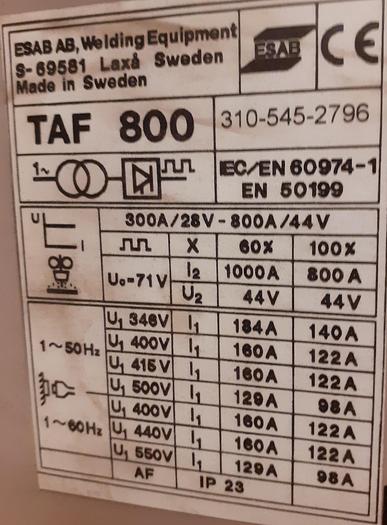 ESAB AB, Welding Equipment
S-69581 Laxå Sweden
Made in Sweden
ESAB
CE
TAF 800
310-545-2796
1~
IEC/EN 60974-1
EN 50199
U
I
300A/28V - 800A/44V
X 60% 100%
U₀=71V
I₂ 1000A 800A
U₂ 44V 44V
1~50Hz
U₁ 346V I₁ 184A 140A
U₁ 400V I₁ 160A 122A
U₁ 415V I₁ 160A 122A
U₁ 500V I₁ 129A 98A
1~60Hz
U₁ 400V I₁ 160A 122A
U₁ 440V I₁ 160A 122A
U₁ 550V I₁ 129A 98A
AF IP 23